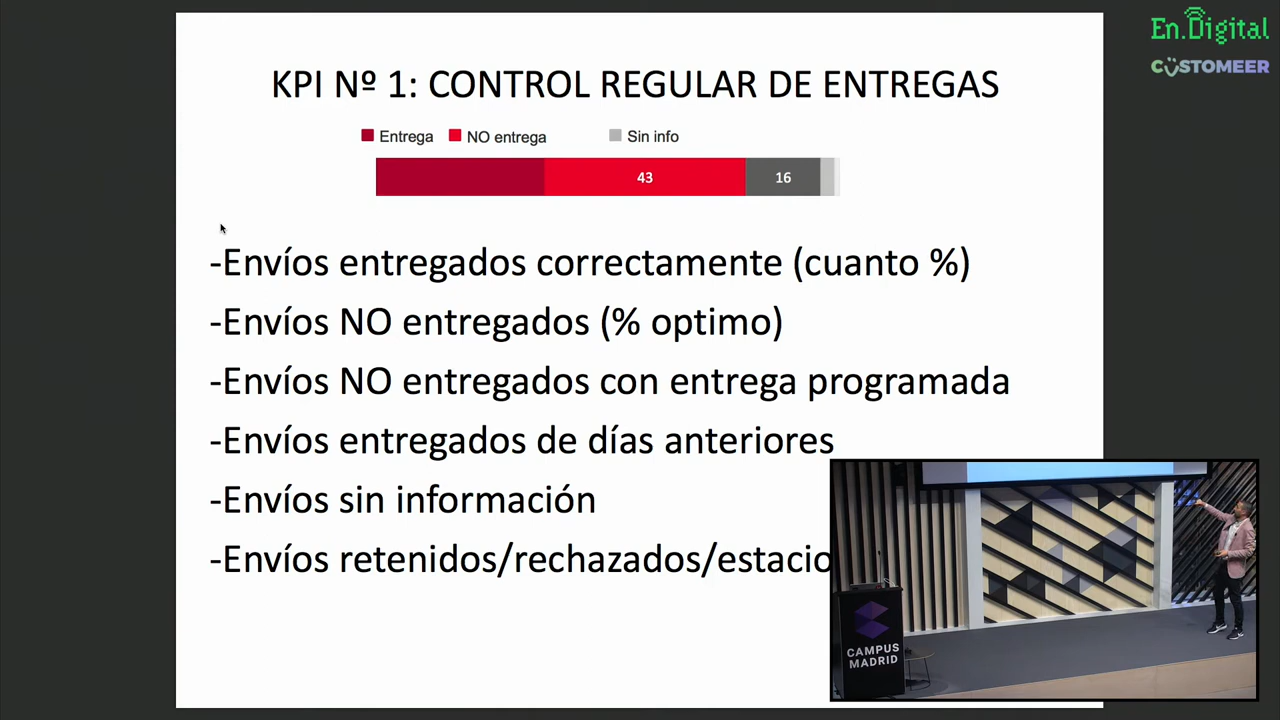 En.Digital
CUSTOMEER
KPI Nº 1: CONTROL REGULAR DE ENTREGAS
Entrega NO entrega Sin info
43 16
-Envíos entregados correctamente (cuanto %)
-Envíos NO entregados (% optimo)
-Envíos NO entregados con entrega programada
-Envíos entregados de días anteriores
-Envíos sin información
-Envíos retenidos/rechazados/estacio
CAMPUS
MADRID